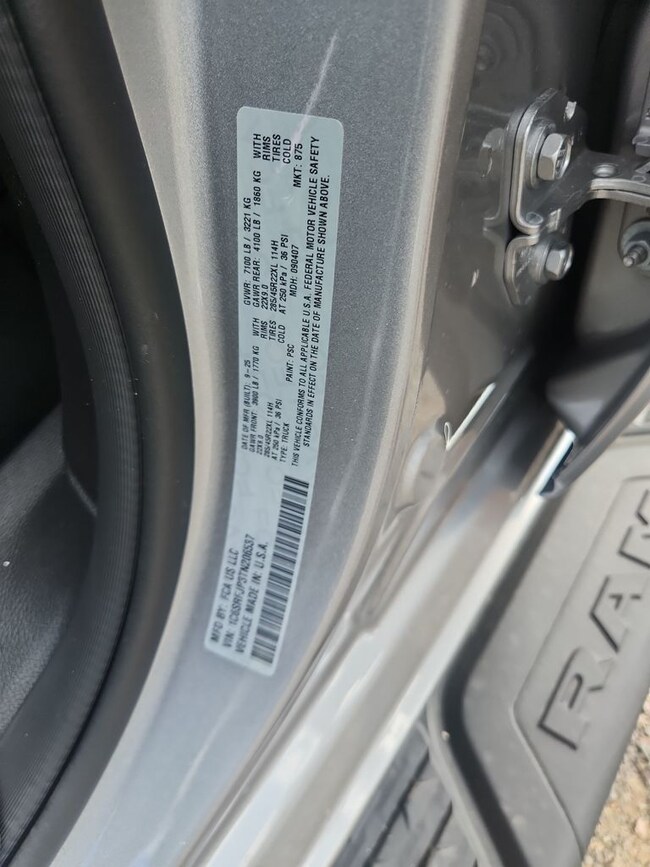 MFD BY: FCA US LLC
DATE OF MFR (BUILT): 9-25
GVWR: 7100 LB / 3221 KG
GAWR FRONT: 3900 LB / 1770 KG WITH
GAWR REAR: 4100 LB / 1860 KG WITH
22X9.0 RIMS
22X9.0 RIMS
285/45R22XL 114H TIRES
285/45R22XL 114H TIRES
AT 250 kPa / 36 PSI COLD
AT 250 kPa / 36 PSI COLD
TYPE: TRUCK
PAINT: PSC
MDH: 090407
MKT: 875
THIS VEHICLE CONFORMS TO ALL APPLICABLE U.S.A. FEDERAL MOTOR VEHICLE SAFETY
STANDARDS IN EFFECT ON THE DATE OF MANUFACTURE SHOWN ABOVE.
VIN:
VEHICLE MADE IN: U.S.A.
RAM